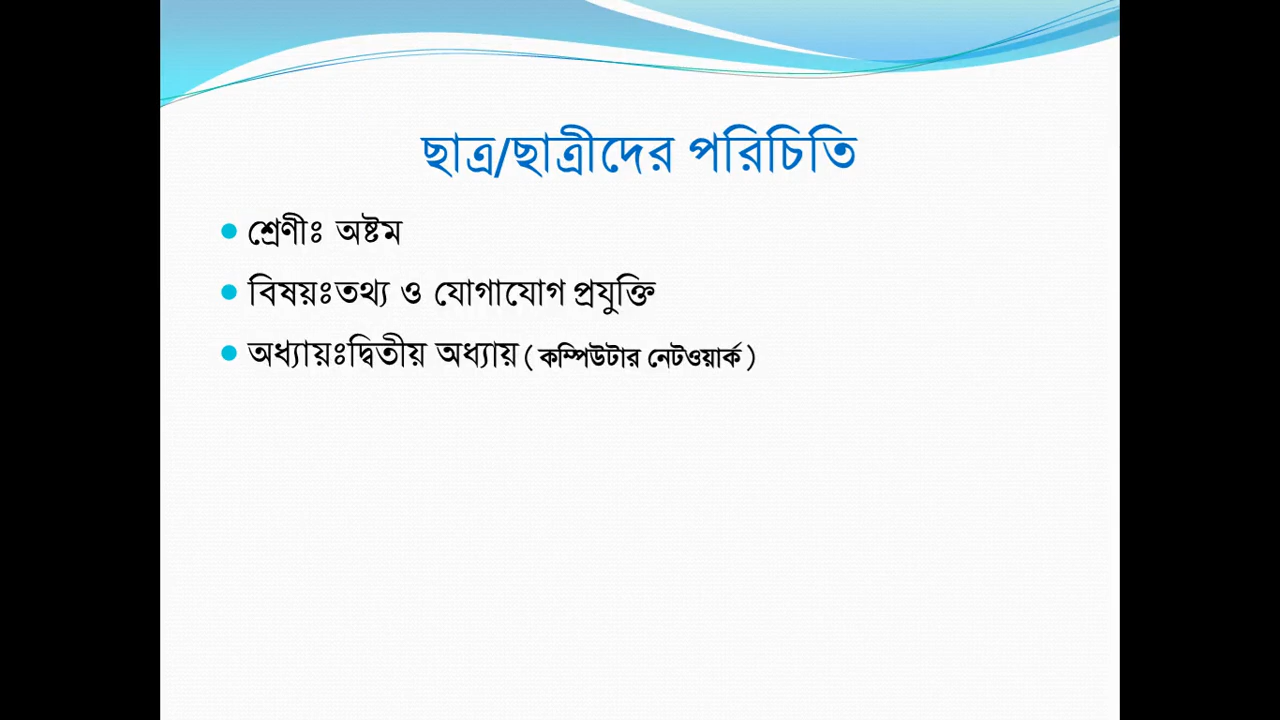 ছাত্র/ছাত্রীদের পরিচিতি
শ্রেণীঃ অষ্টম
বিষয়ঃতথ্য ও যোগাযোগ প্রযুক্তি
অধ্যায়ঃদ্বিতীয় অধ্যায় ( কম্পিউটার নেটওয়ার্ক )